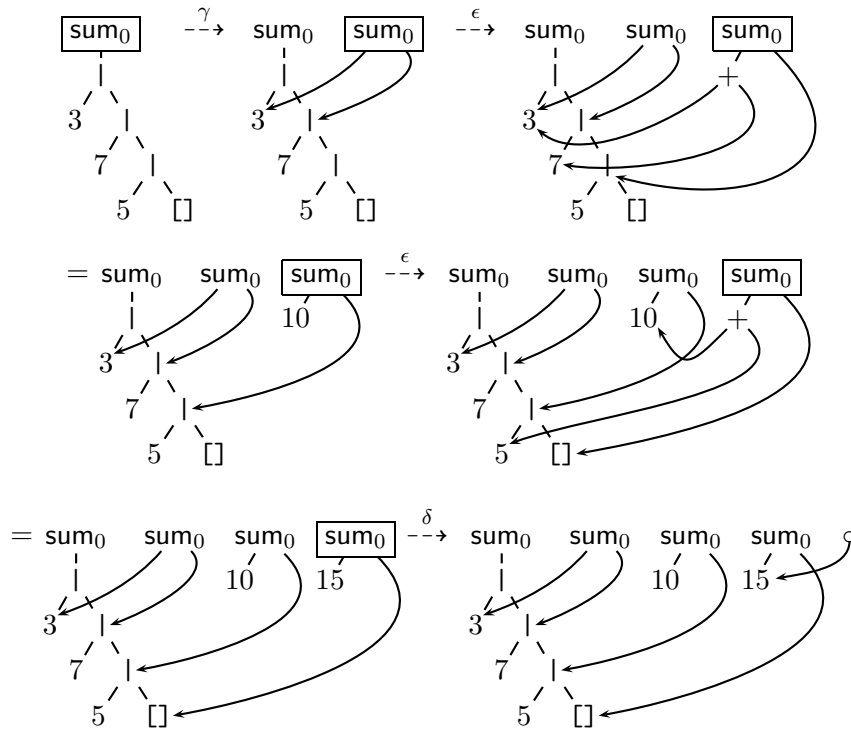 sum₀ γ sum₀ sum₀ ϵ sum₀ sum₀ sum₀
| | | +
3 | 3 | 3 |
7 | 7 | 7 |
5 [] 5 [] 5 []
= sum₀ sum₀ sum₀ ϵ sum₀ sum₀ sum₀ sum₀
| 10 | 10 +
3 | 3 |
7 | 7 |
5 [] 5 []
= sum₀ sum₀ sum₀ sum₀ δ sum₀ sum₀ sum₀ sum₀
| 10 15 | 10 15
3 | 3 |
7 | 7 |
5 [] 5 []